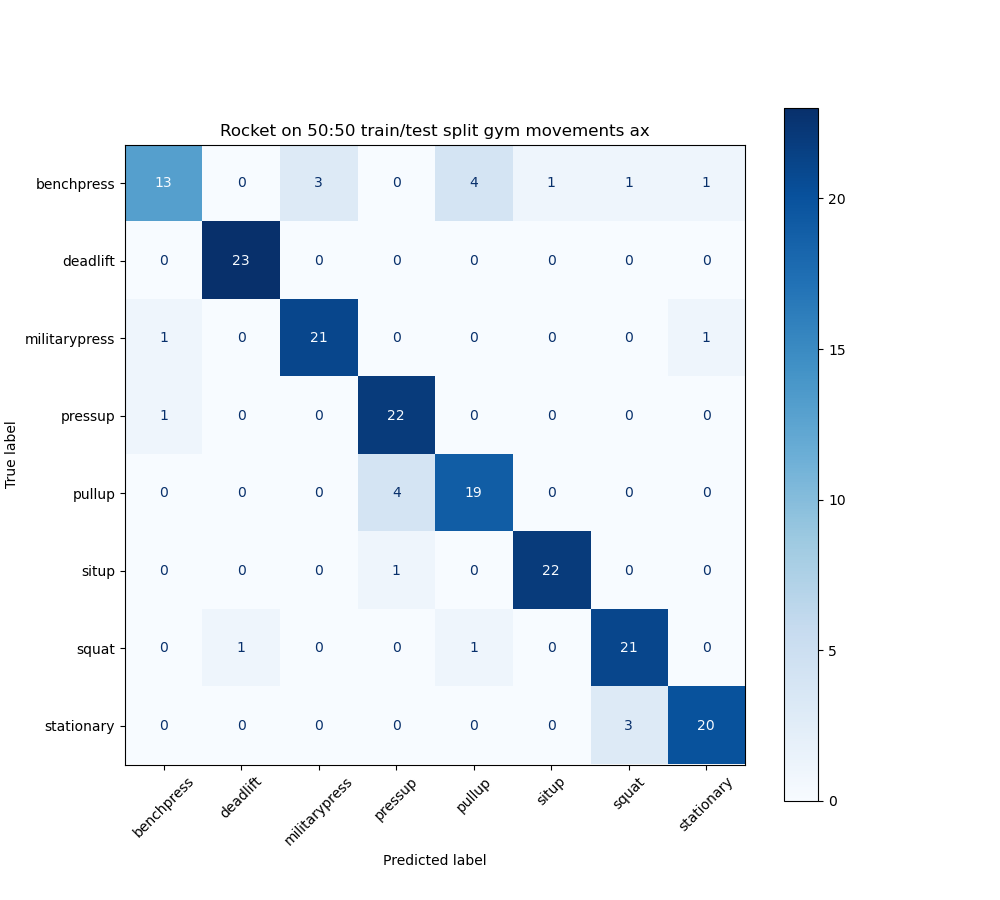 Rocket on 50:50 train/test split gym movements ax
benchpress 13 0 3 0 4 1 1 1
deadlift 0 23 0 0 0 0 0 0
militarypress 1 0 21 0 0 0 0 1
pressup 1 0 0 22 0 0 0 0
pullup 0 0 0 4 19 0 0 0
situp 0 0 0 1 0 22 0 0
squat 0 1 0 0 1 0 21 0
stationary 0 0 0 0 0 0 3 20
True label
benchpress deadlift militarypress pressup pullup situp squat stationary
Predicted label
20
15
10
5
0